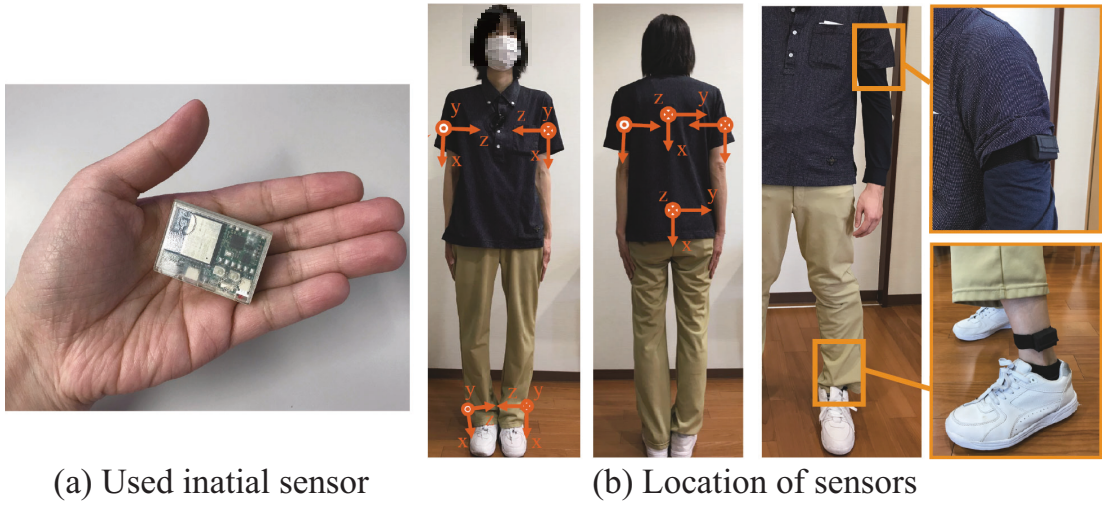 y
z
x
y
z
x
z
y
x
y
x
y
z
x
y
z
x
(a) Used inatial sensor
(b) Location of sensors